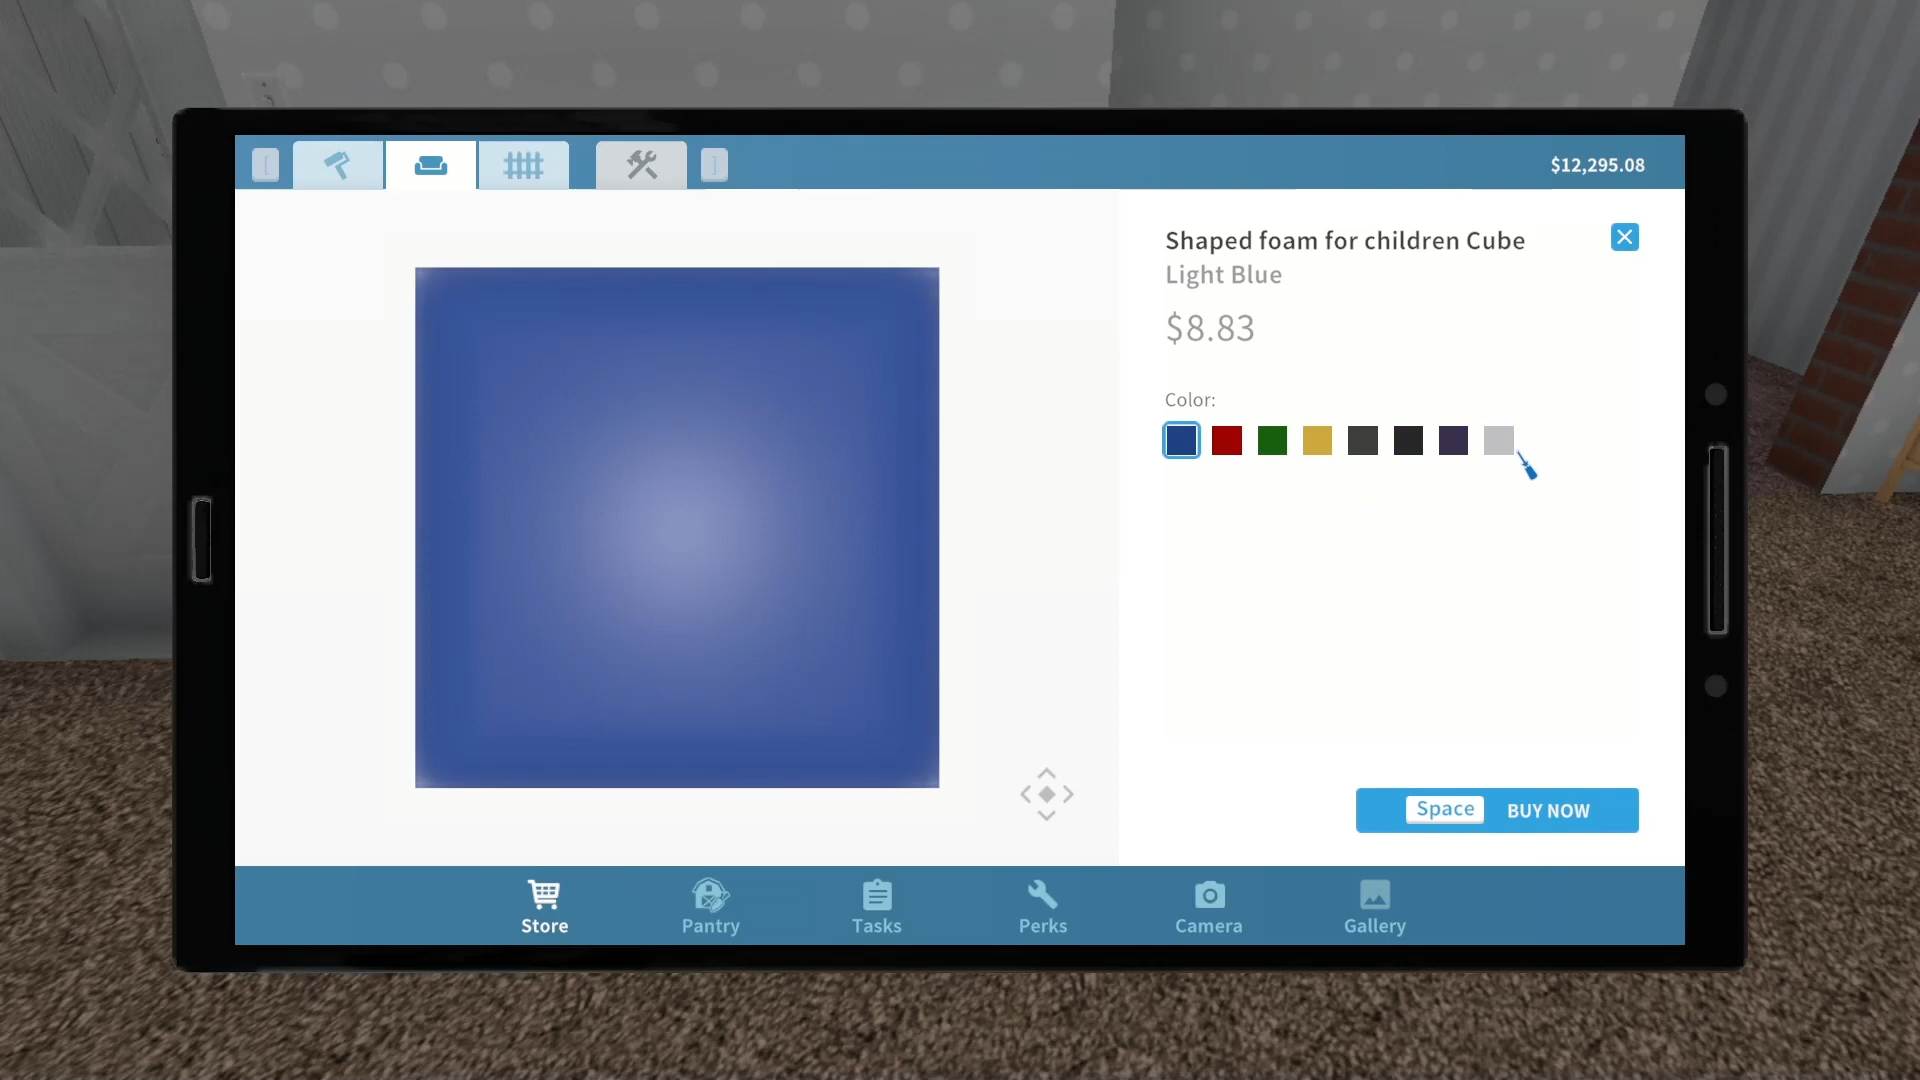 [
]
$12,295.08
Shaped foam for children Cube
Light Blue
$8.83
Color:
Space BUY NOW
Store
Pantry
Tasks
Perks
Camera
Gallery